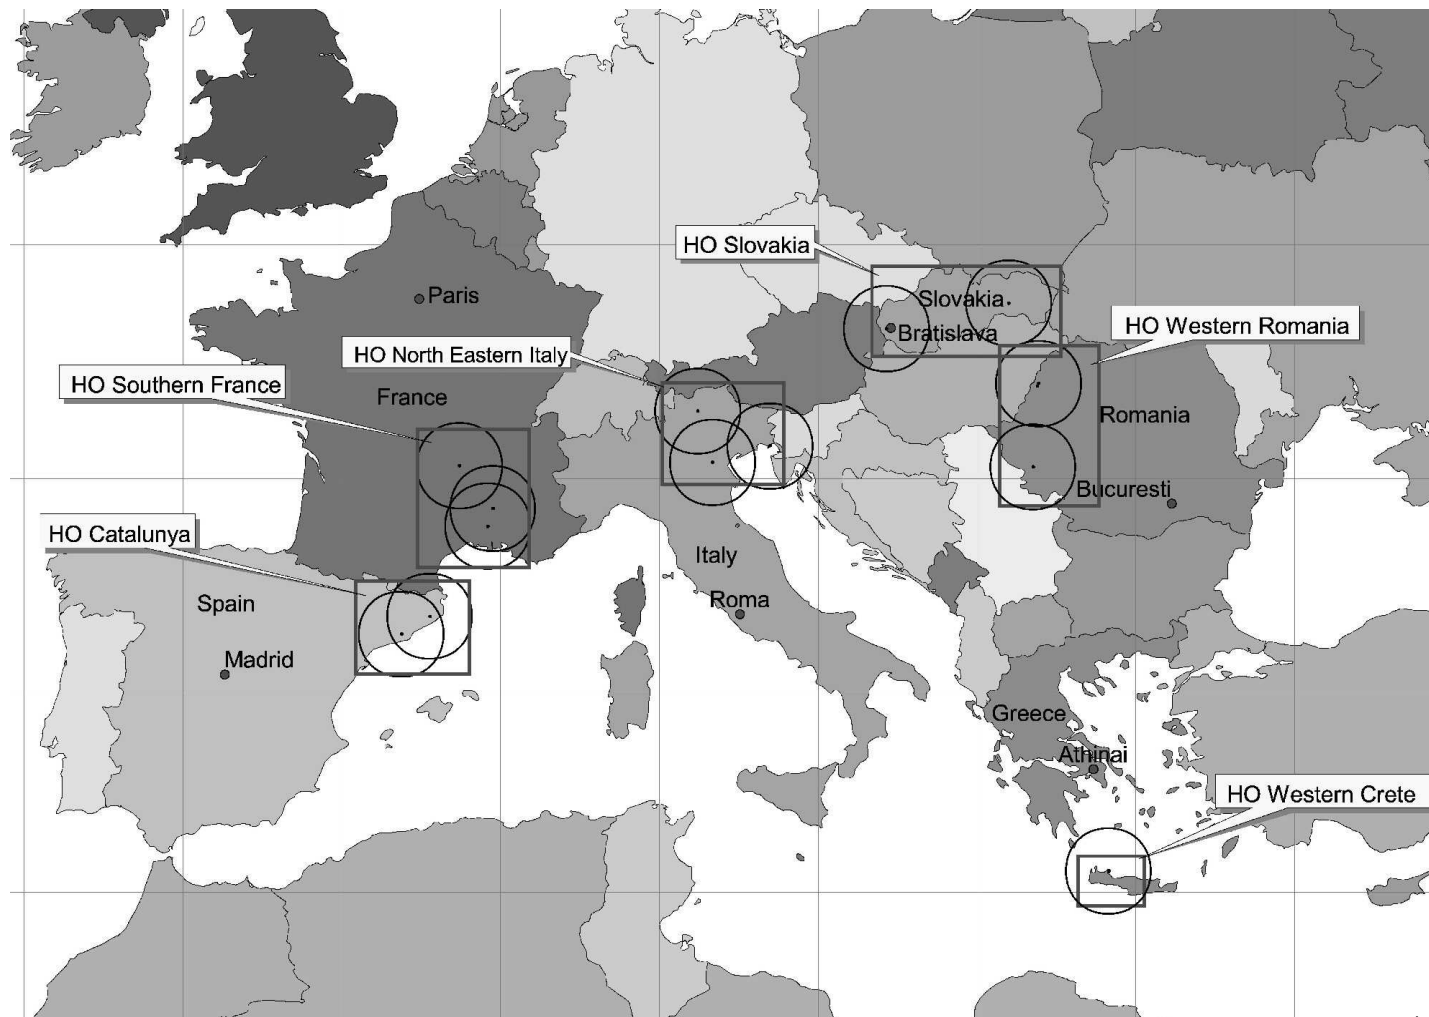 HO Slovakia
Paris
Slovakia
Bratislava
HO Western Romania
HO North Eastern Italy
HO Southern France
France
Romania
Bucuresti
HO Catalunya
Italy
Spain
Roma
Madrid
Greece
Athinai
HO Western Crete